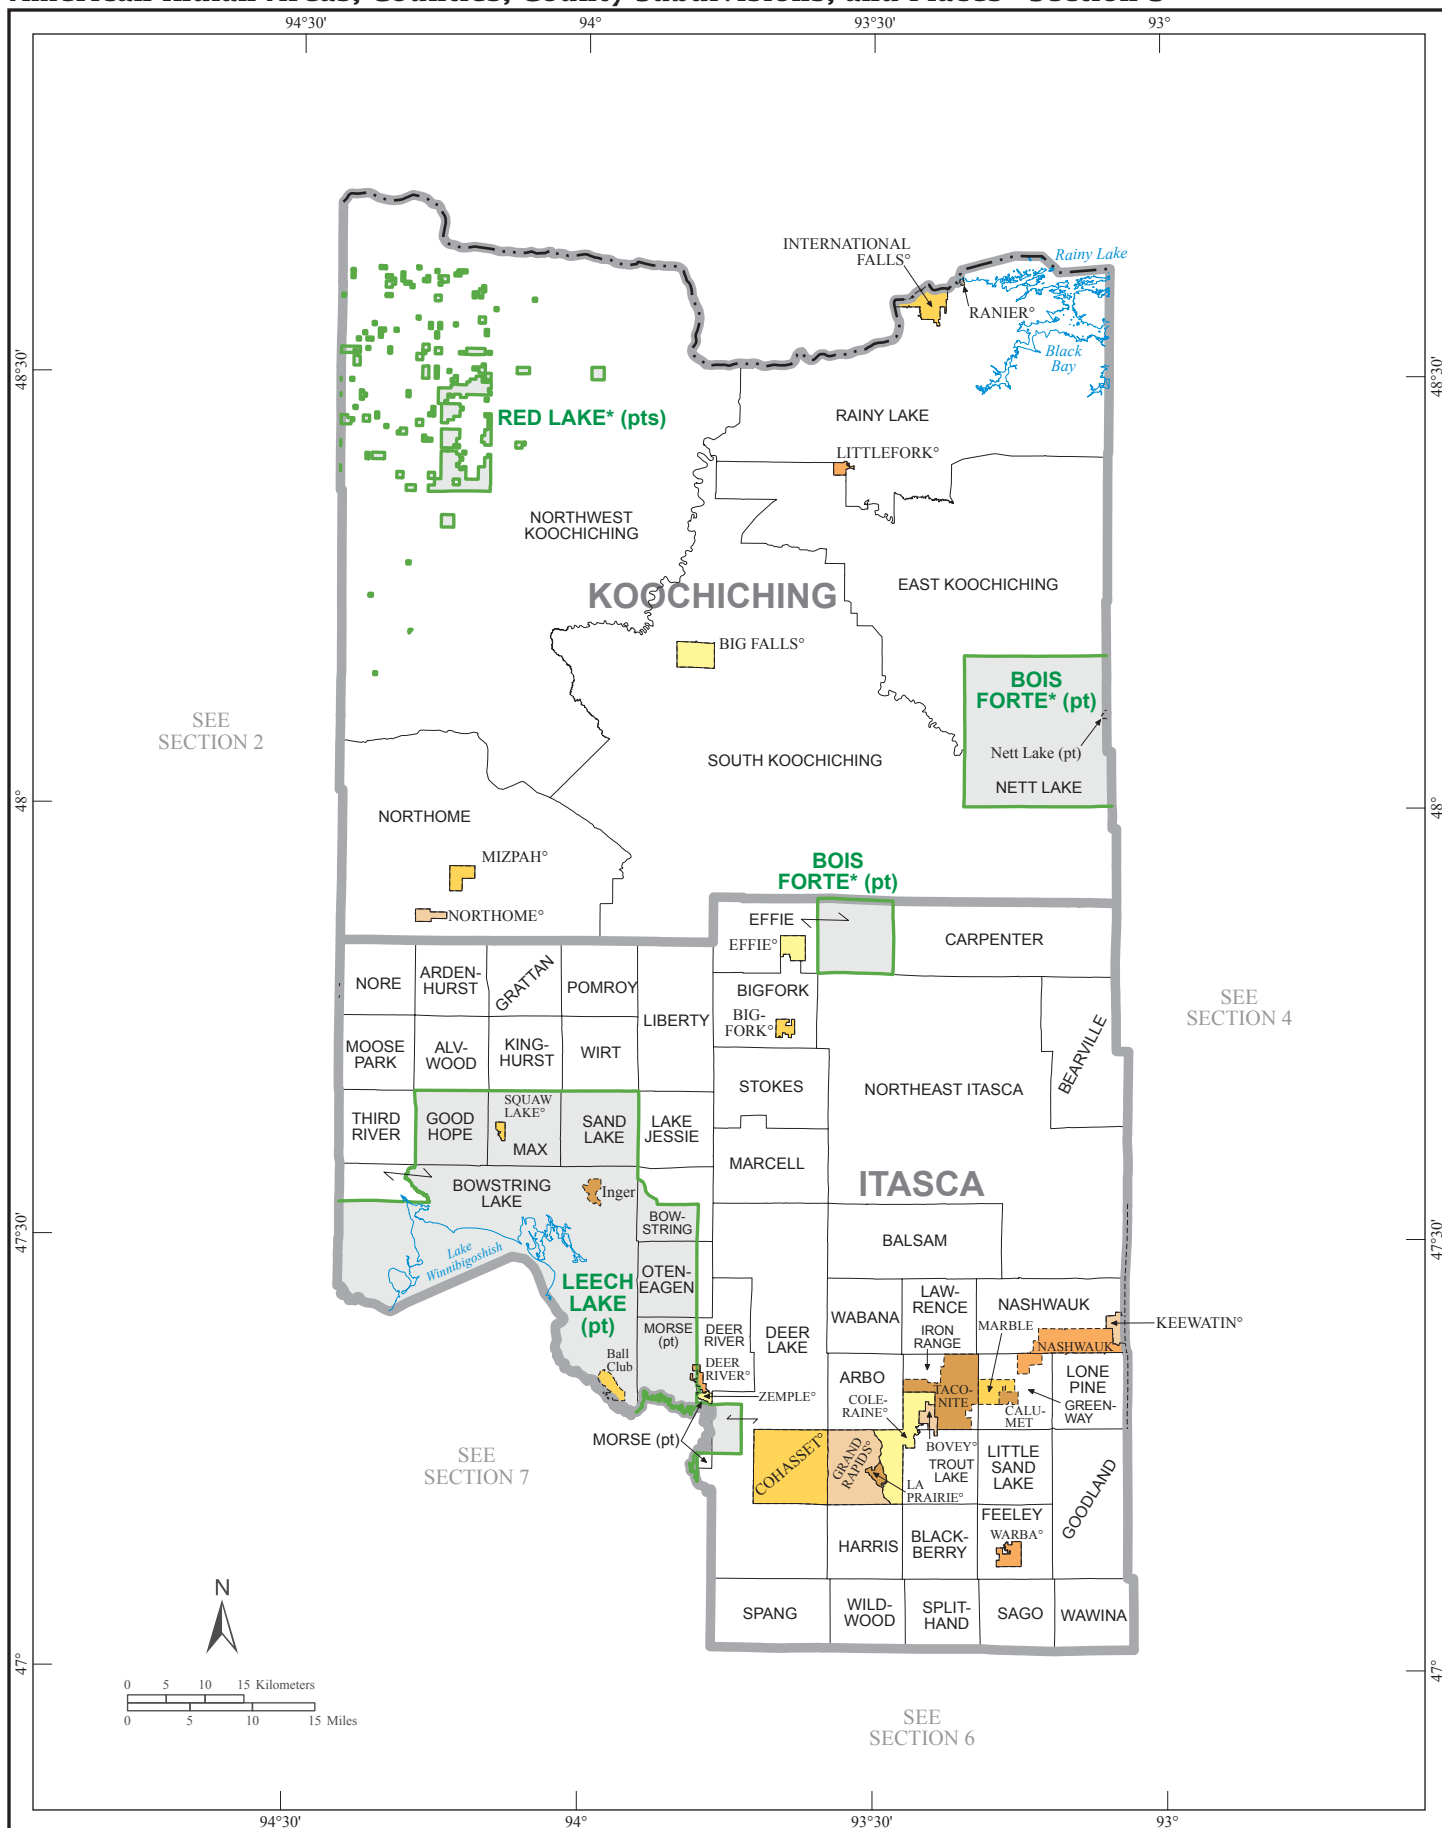 94°30'
94°
93°30'
93°
INTERNATIONAL
FALLS°
Rainy Lake
RANIER°
Black
Bay
48°30'
48°30'
RED LAKE* (pts)
RAINY LAKE
LITTLEFORK°
NORTHWEST
KOOCHICHING
KOOCHICHING
EAST KOOCHICHING
BIG FALLS°
BOIS
FORTE* (pt)
SEE
SECTION 2
Nett Lake (pt)
SOUTH KOOCHICHING
NETT LAKE
48°
48°
NORTHOME
MIZPAH°
BOIS
FORTE* (pt)
NORTHOME°
EFFIE
EFFIE°
CARPENTER
NORE
ARDEN-
HURST
GRATTAN
POMROY
BIGFORK
SEE
SECTION 4
LIBERTY
BIG-
FORK°
MOOSE
PARK
ALV-
WOOD
KING-
HURST
WIRT
BEARVILLE
STOKES
NORTHEAST ITASCA
THIRD
RIVER
GOOD
HOPE
SQUAW
LAKE°
MAX
SAND
LAKE
LAKE
JESSIE
MARCELL
ITASCA
BOWSTRING
LAKE
Inger
BOW-
STRING
47°30'
47°30'
BALSAM
Lake
Winnibigoshish
LEECH
LAKE
(pt)
OTEN-
EAGEN
LAW-
RENCE
NASHWAUK
WABANA
KEEWATIN°
MORSE
(pt)
DEER
RIVER
DEER
LAKE
IRON
RANGE
MARBLE
NASHWAUK
Ball
Club
DEER
RIVER°
ARBO
LONE
PINE
ZEMPLE°
COLE-
RAINE°
TACO-
NITE
CALU-
MET
GREEN-
WAY
MORSE (pt)
SEE
SECTION 7
COHASSET°
GRAND
RAPIDS°
BOVEY°
TROUT
LAKE
LITTLE
SAND
LAKE
LA
PRAIRIE°
GOODLAND
HARRIS
BLACK-
BERRY
FEELEY
WARBA°
N
SPANG
WILD-
WOOD
SPLIT-
HAND
SAGO
WAWINA
47°
47°
0 5 10 15 Kilometers
0 5 10 15 Miles
SEE
SECTION 6
94°30'
94°
93°30'
93°